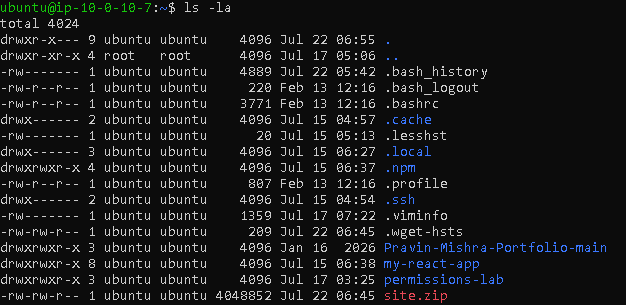 ubuntu@ip-10-0-10-7:~$ ls -la
total 4024
drwxr-x--- 9 ubuntu ubuntu    4096 Jul 22 06:55 .
drwxr-xr-x 4 root   root      4096 Jul 17 05:06 ..
-rw------- 1 ubuntu ubuntu    4889 Jul 22 05:42 .bash_history
-rw-r--r-- 1 ubuntu ubuntu     220 Feb 13 12:16 .bash_logout
-rw-r--r-- 1 ubuntu ubuntu    3771 Feb 13 12:16 .bashrc
drwx------ 2 ubuntu ubuntu    4096 Jul 15 04:57 .cache
-rw------- 1 ubuntu ubuntu      20 Jul 15 05:13 .lesshst
drwx------ 3 ubuntu ubuntu    4096 Jul 15 06:27 .local
drwxrwxr-x 4 ubuntu ubuntu    4096 Jul 15 06:37 .npm
-rw-r--r-- 1 ubuntu ubuntu     807 Feb 13 12:16 .profile
drwx------ 2 ubuntu ubuntu    4096 Jul 15 04:54 .ssh
-rw------- 1 ubuntu ubuntu    1359 Jul 17 07:22 .viminfo
-rw-rw-r-- 1 ubuntu ubuntu     209 Jul 22 06:45 .wget-hsts
drwxrwxr-x 3 ubuntu ubuntu    4096 Jan 16  2026 Pravin-Mishra-Portfolio-main
drwxrwxr-x 8 ubuntu ubuntu    4096 Jul 15 06:38 my-react-app
drwxrwxr-x 3 ubuntu ubuntu    4096 Jul 17 03:25 permissions-lab
-rw-rw-r-- 1 ubuntu ubuntu 4048852 Jul 22 06:45 site.zip